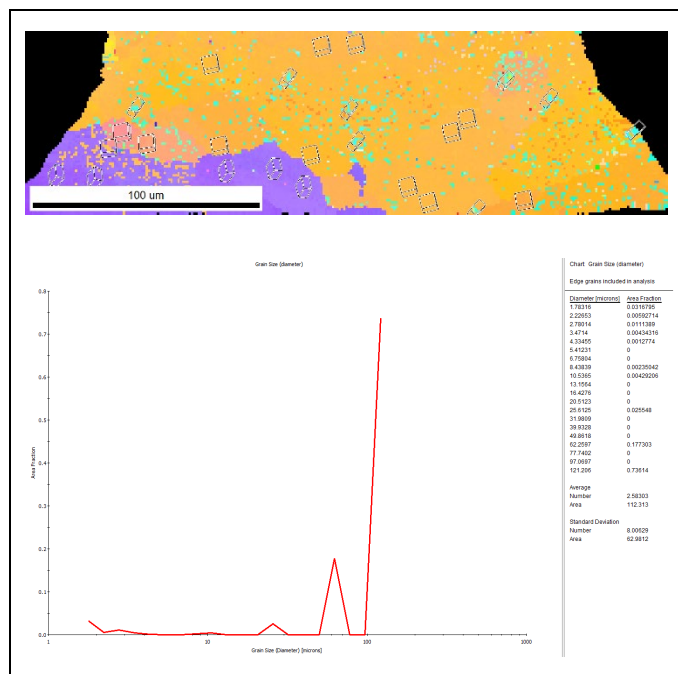 100 um
Grain Size (diameter)
0.8
0.7
0.6
0.5
0.4
0.3
0.2
0.1
0.0
Area Fraction
1
10
100
1000
Grain Size (Diameter) [microns]
Chart: Grain Size (diameter)
Edge grains included in analysis
Diameter [microns] Area Fraction
1.78316 0.0316795
2.22653 0.00592714
2.78014 0.0111389
3.4714 0.00434316
4.33455 0.0012774
5.41231 0
6.75804 0
8.43839 0.00235042
10.5365 0.00429206
13.1564 0
16.4276 0
20.5123 0
25.6125 0.025548
31.9809 0
39.9328 0
49.8618 0
62.2597 0.177303
77.7402 0
97.0697 0
121.206 0.73614
Average
Number 2.58303
Area 112.313
Standard Deviation
Number 8.00629
Area 62.9812